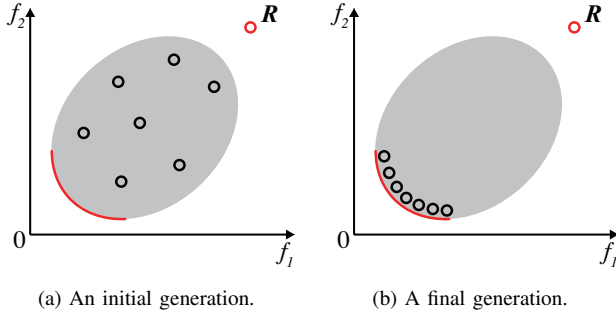 f2 R
0 f1
(a) An initial generation.
f2 R
0 f1
(b) A final generation.